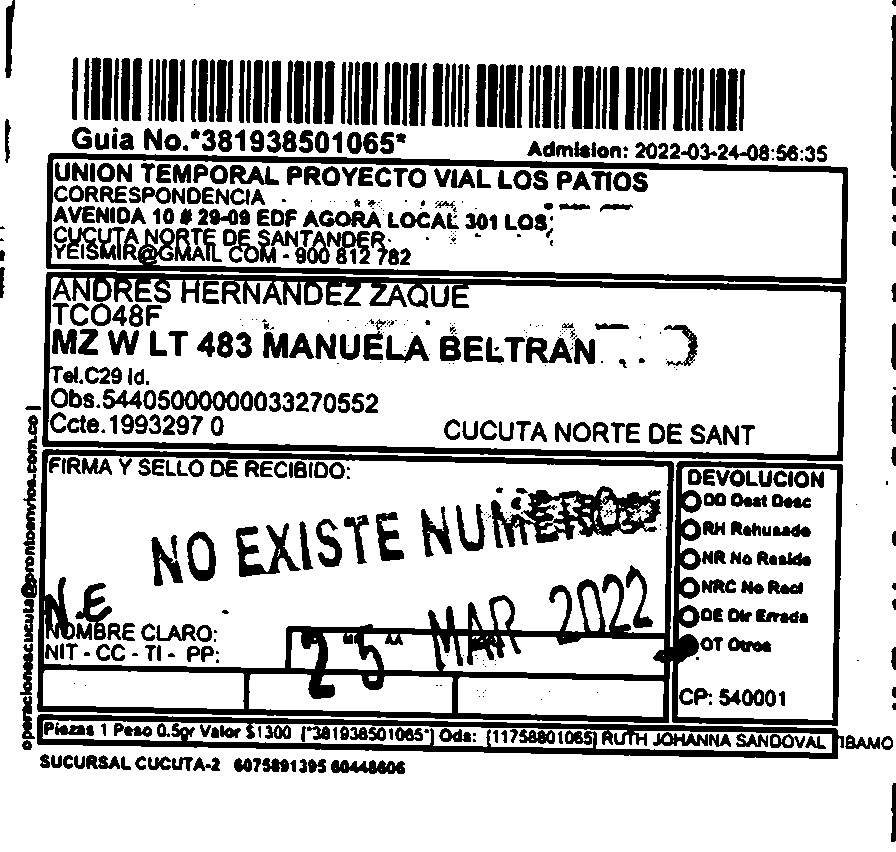 Guia No.*381938501065*
Admision: 2022-03-24-08:56:35
UNION TEMPORAL PROYECTO VIAL LOS PATIOS
CORRESPONDENCIA
AVENIDA 10 # 29-09 EDF AGORA LOCAL 301 LOS
CUCUTA NORTE DE SANTANDER
YEISMIR@GMAIL COM - 900 812 782
ANDRES HERNANDEZ ZAQUE
TCO48F
MZ W LT 483 MANUELA BELTRAN
Tel.C29 Id.
Obs.54405000000033270552
Ccte.1993297 0
CUCUTA NORTE DE SANT
operacionescucuta@prontoenvios.com.co |
FIRMA Y SELLO DE RECIBIDO:
NO EXISTE NUMERO
N.E
25 MAR 2022
NOMBRE CLARO:
NIT - CC - TI - PP:
DEVOLUCION
DD Dest Desc
RH Rehusado
NR No Reside
NRC No Recl
DE Dir Errada
OT Otros
CP: 540001
Piezas 1 Peso 0.5gr Valor $1300 [*381938501065*] Oda: [11758801065] RUTH JOHANNA SANDOVAL TIBAMO
SUCURSAL CUCUTA-2 6075891395 60448606